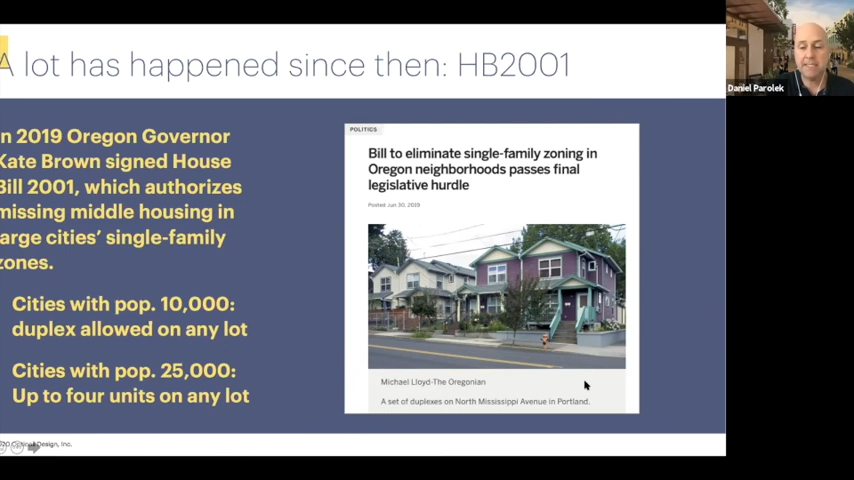 A lot has happened since then: HB2001
n 2019 Oregon Governor
Kate Brown signed House
Bill 2001, which authorizes
missing middle housing in
large cities' single-family
zones.
Cities with pop. 10,000:
duplex allowed on any lot
Cities with pop. 25,000:
Up to four units on any lot
POLITICS
Bill to eliminate single-family zoning in
Oregon neighborhoods passes final
legislative hurdle
Posted Jun 30, 2019
Michael Lloyd-The Oregonian
A set of duplexes on North Mississippi Avenue in Portland.
Design, Inc.
Daniel Parolek